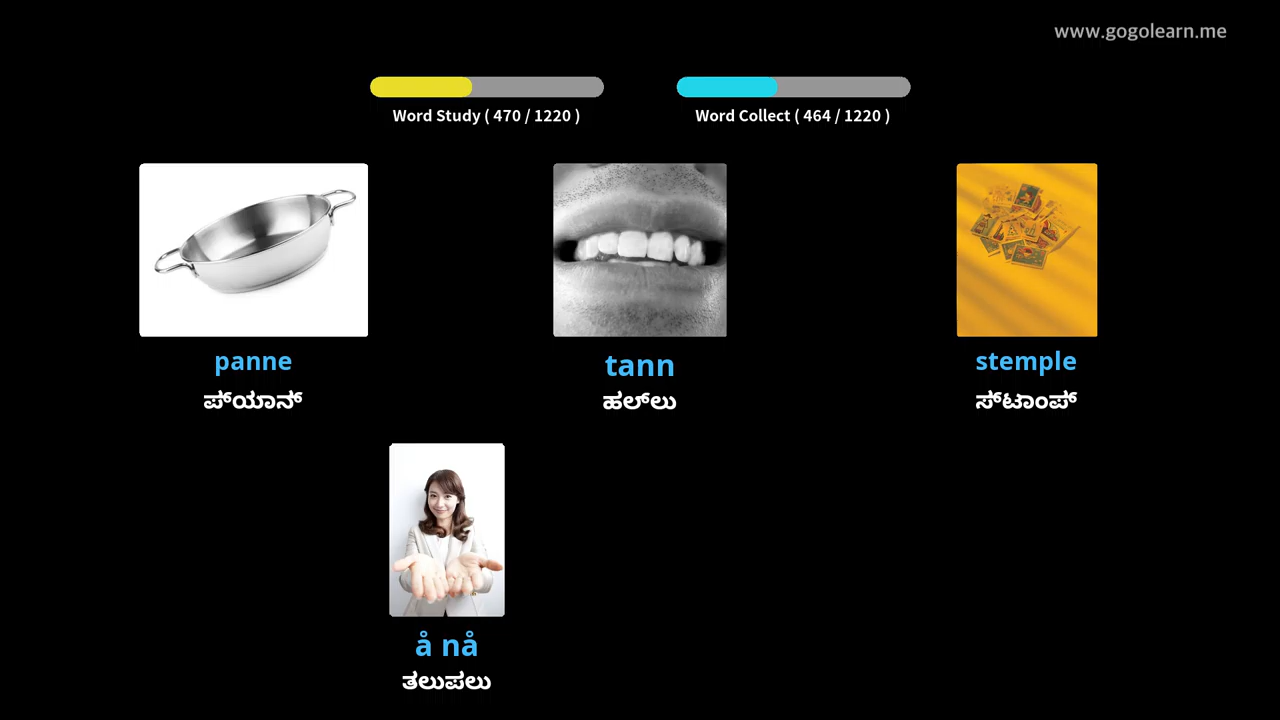 www.gogolearn.me
Word Study ( 470 / 1220 )
Word Collect ( 464 / 1220 )
panne
ಪ್ಯಾನ್
tann
ಹಲ್ಲು
stemple
ಸ್ಟಾಂಪ್
å nå
ತಲುಪಲು